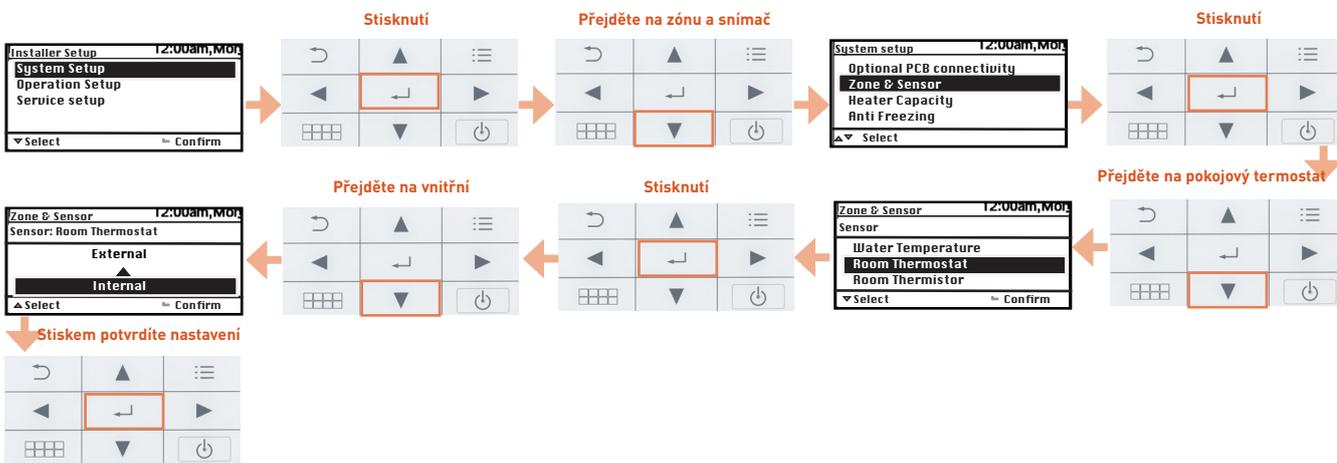 Installer Setup 12:00am,Mon
System Setup
Operation Setup
Service setup
Select Confirm
Stisknutí
Přejděte na zónu a snímač
System setup 12:00am,Mon
Optional PCB connectivity
Zone & Sensor
Heater Capacity
Anti Freezing
Select
Stisknutí
Přejděte na pokojový termostat
Zone & Sensor 12:00am,Mon
Sensor
Water Temperature
Room Thermostat
Room Thermistor
Select Confirm
Stisknutí
Přejděte na vnitřní
Zone & Sensor 12:00am,Mon
Sensor: Room Thermostat
External
Internal
Select Confirm
Stiskem potvrdíte nastavení